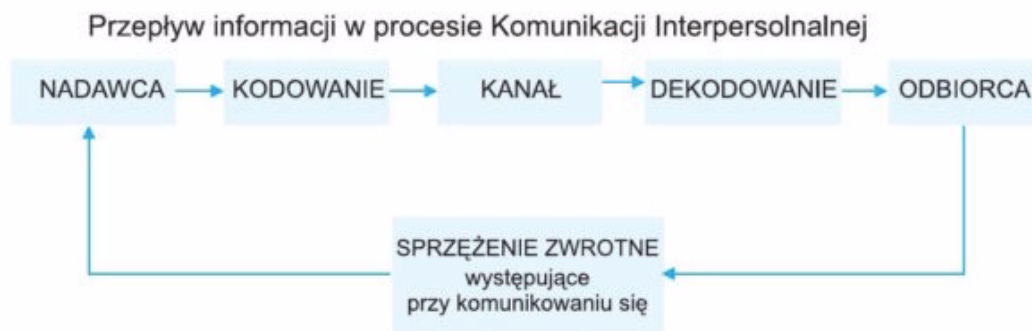 Przepływ informacji w procesie Komunikacji Interpersolnalnej
NADAWCA KODOWANIE KANAŁ DEKODOWANIE ODBIORCA
SPRZĘŻENIE ZWROTNE
występujące
przy komunikowaniu się